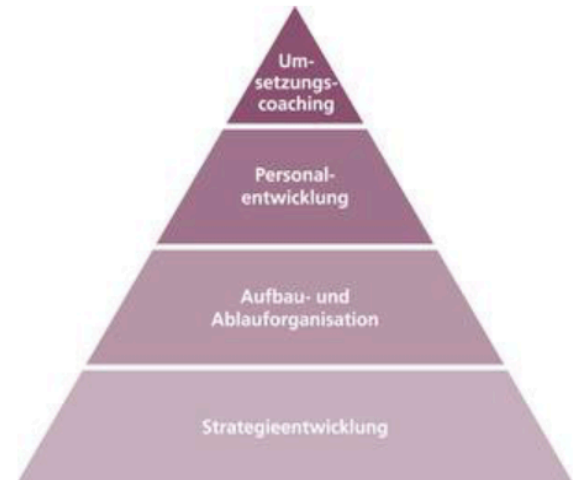 Um-
setzungs-
coaching
Personal-
entwicklung
Aufbau- und
Ablauforganisation
Strategieentwicklung